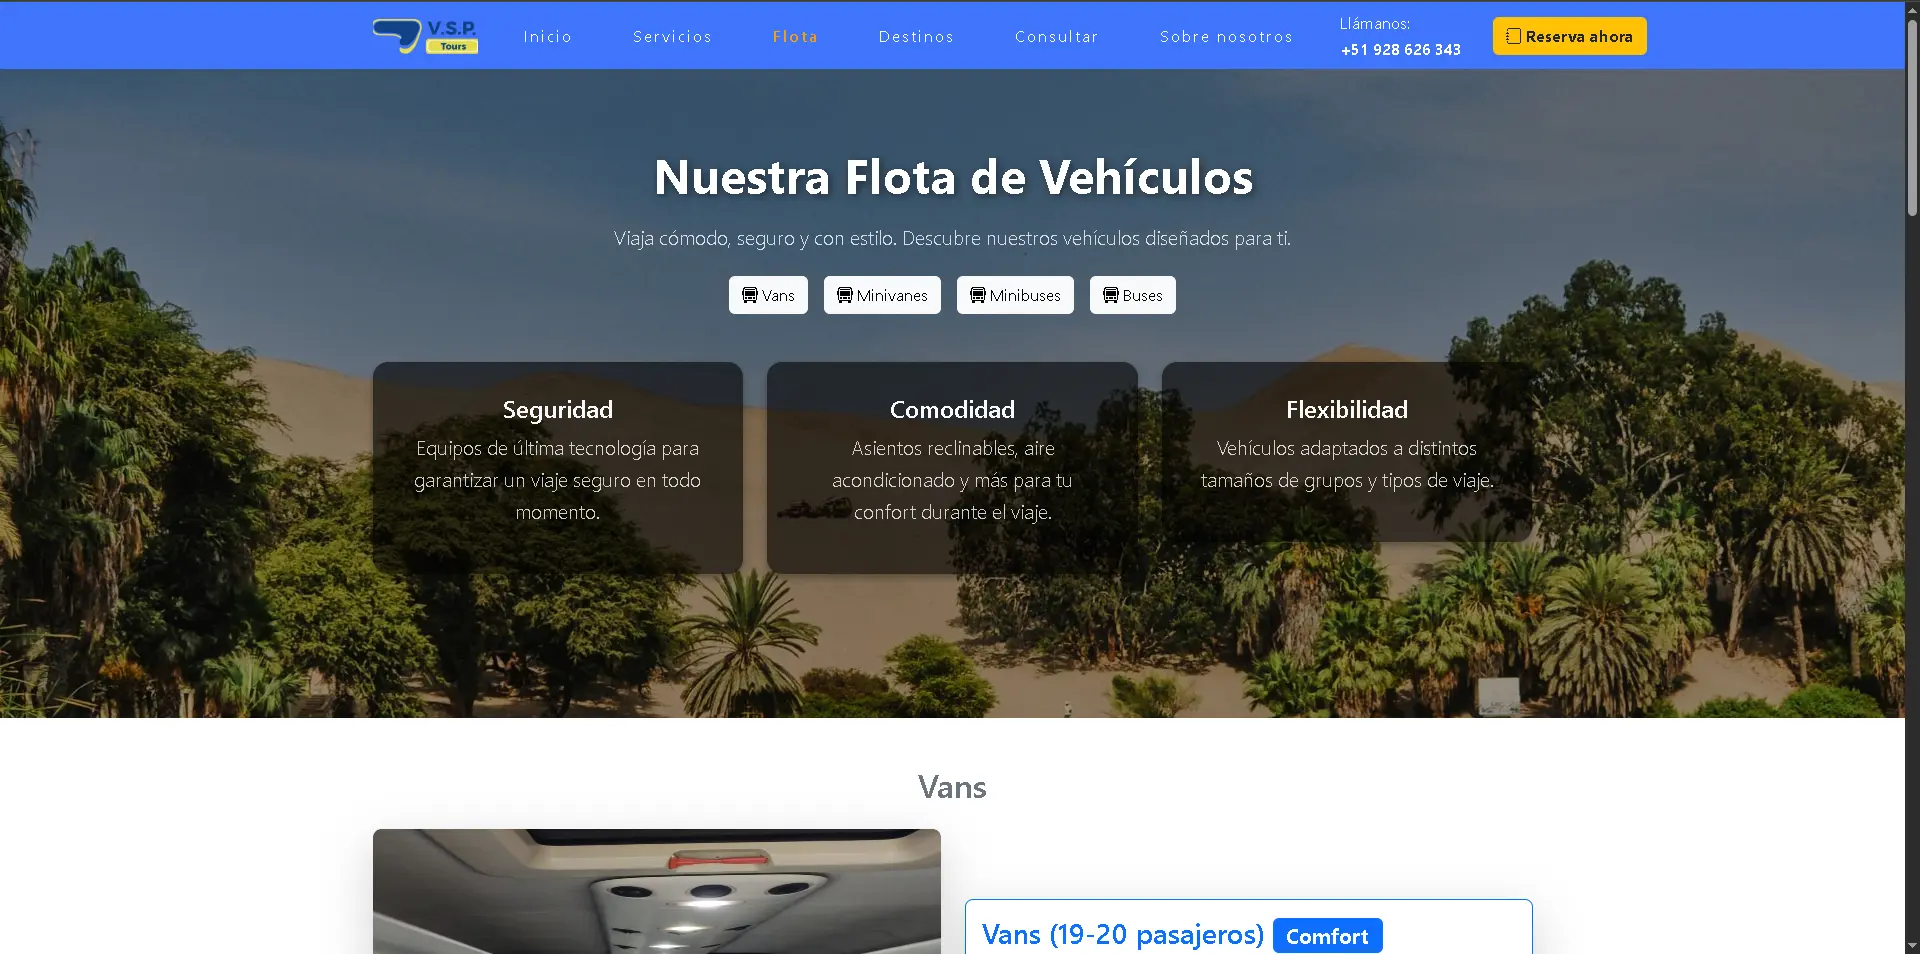 V.S.P.
Tours
Inicio
Servicios
Flota
Destinos
Consultar
Sobre nosotros
Llámanos:
+51 928 626 343
Reserva ahora
Nuestra Flota de Vehículos
Viaja cómodo, seguro y con estilo. Descubre nuestros vehículos diseñados para ti.
Vans
Minivanes
Minibuses
Buses
Seguridad
Equipos de última tecnología para
garantizar un viaje seguro en todo
momento.
Comodidad
Asientos reclinables, aire
acondicionado y más para tu
confort durante el viaje.
Flexibilidad
Vehículos adaptados a distintos
tamaños de grupos y tipos de viaje.
Vans
Vans (19-20 pasajeros) Comfort